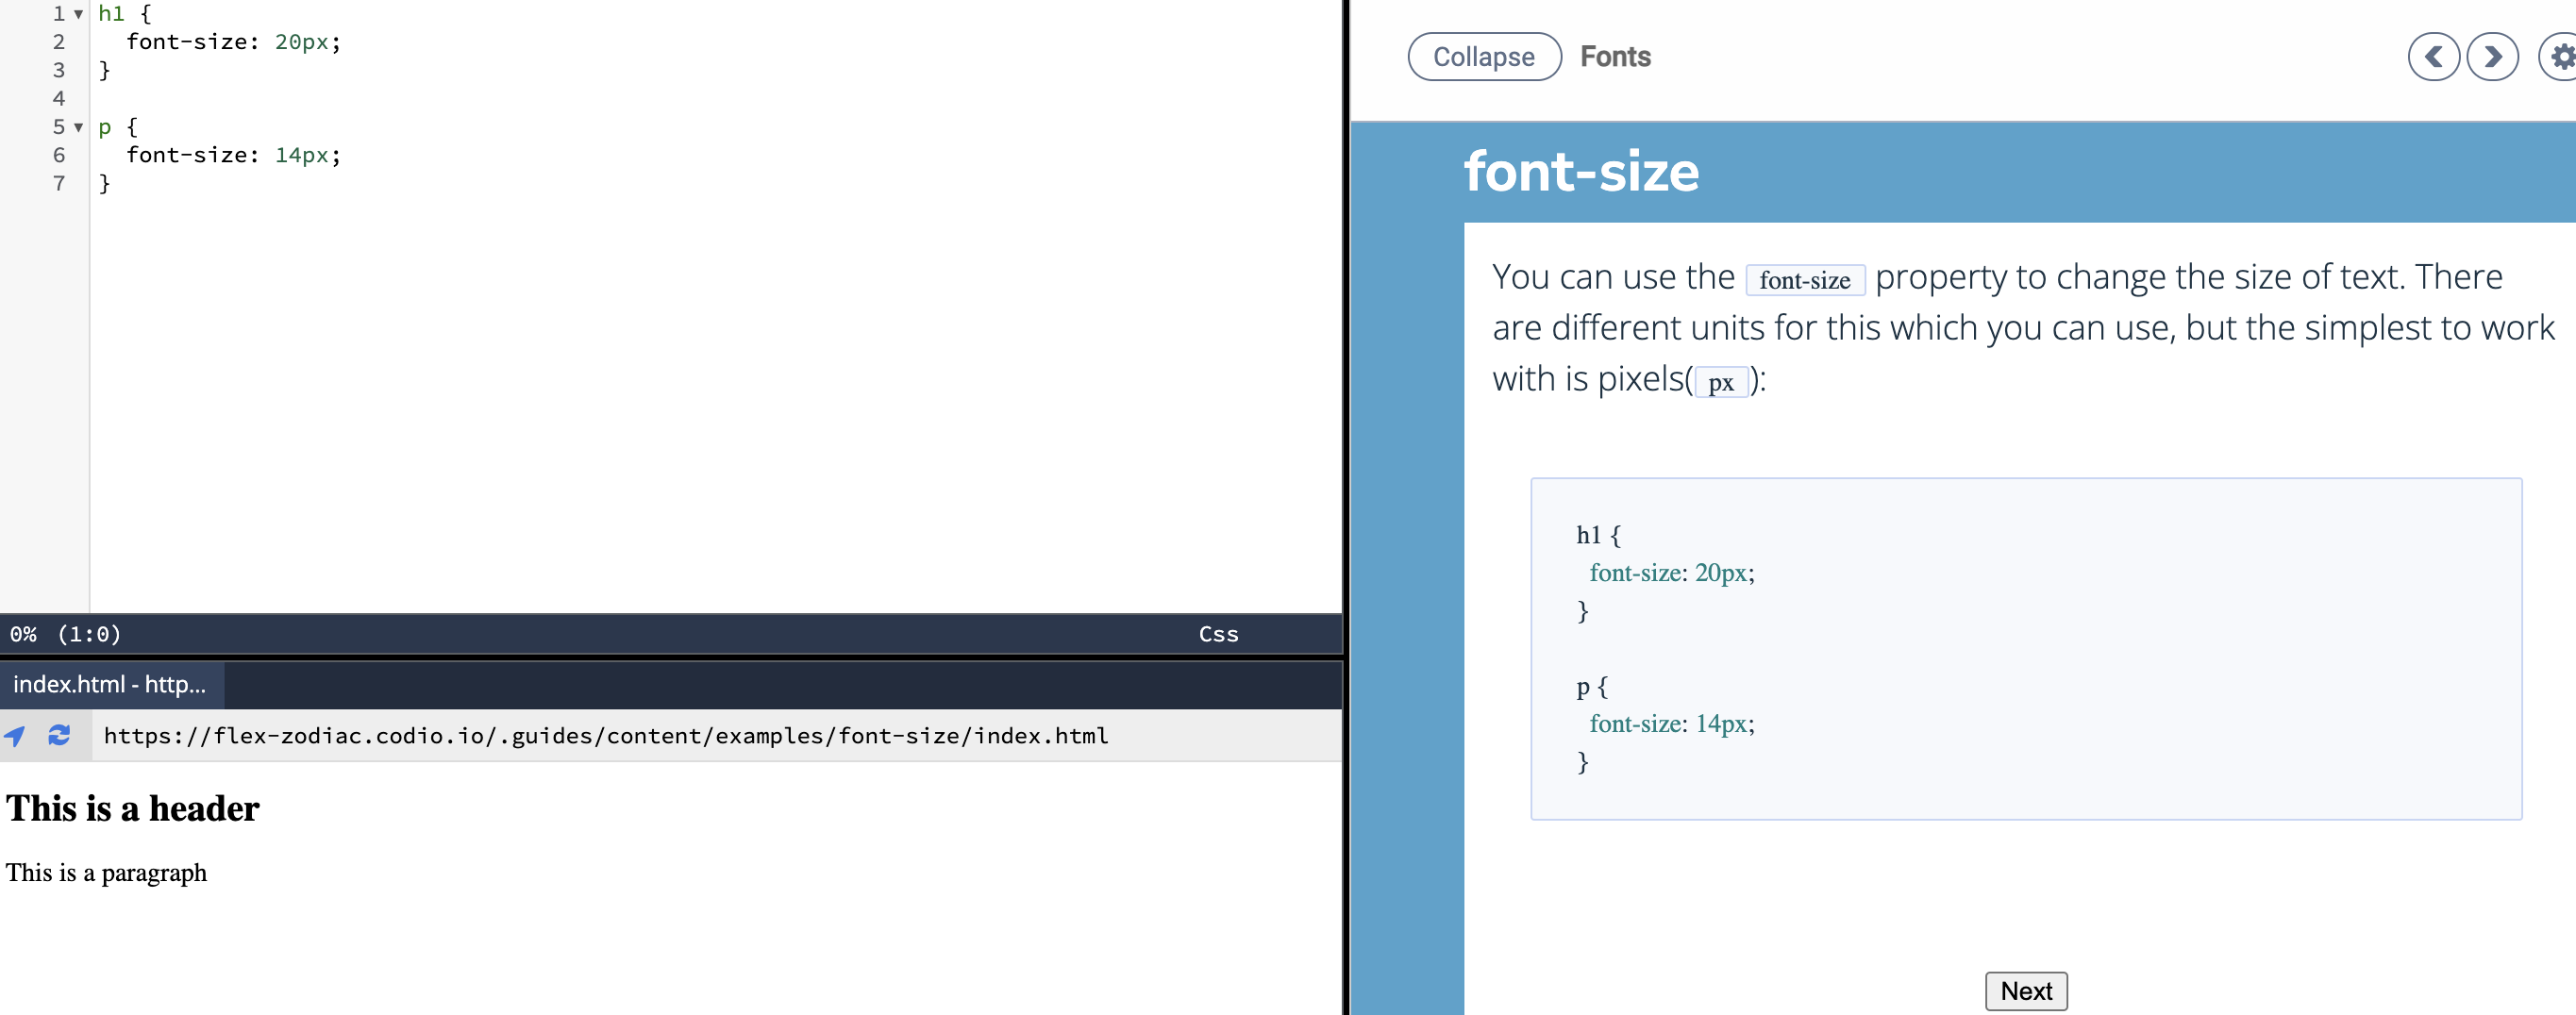 1 h1 {
2 font-size: 20px;
3 }
4
5 p {
6 font-size: 14px;
7 }
0% (1:0) Css
index.html - http...
https://flex-zodiac.codio.io/.guides/content/examples/font-size/index.html
This is a header
This is a paragraph
Collapse Fonts
font-size
You can use the font-size property to change the size of text. There
are different units for this which you can use, but the simplest to work
with is pixels( px ):
h1 {
font-size: 20px;
}
p {
font-size: 14px;
}
Next